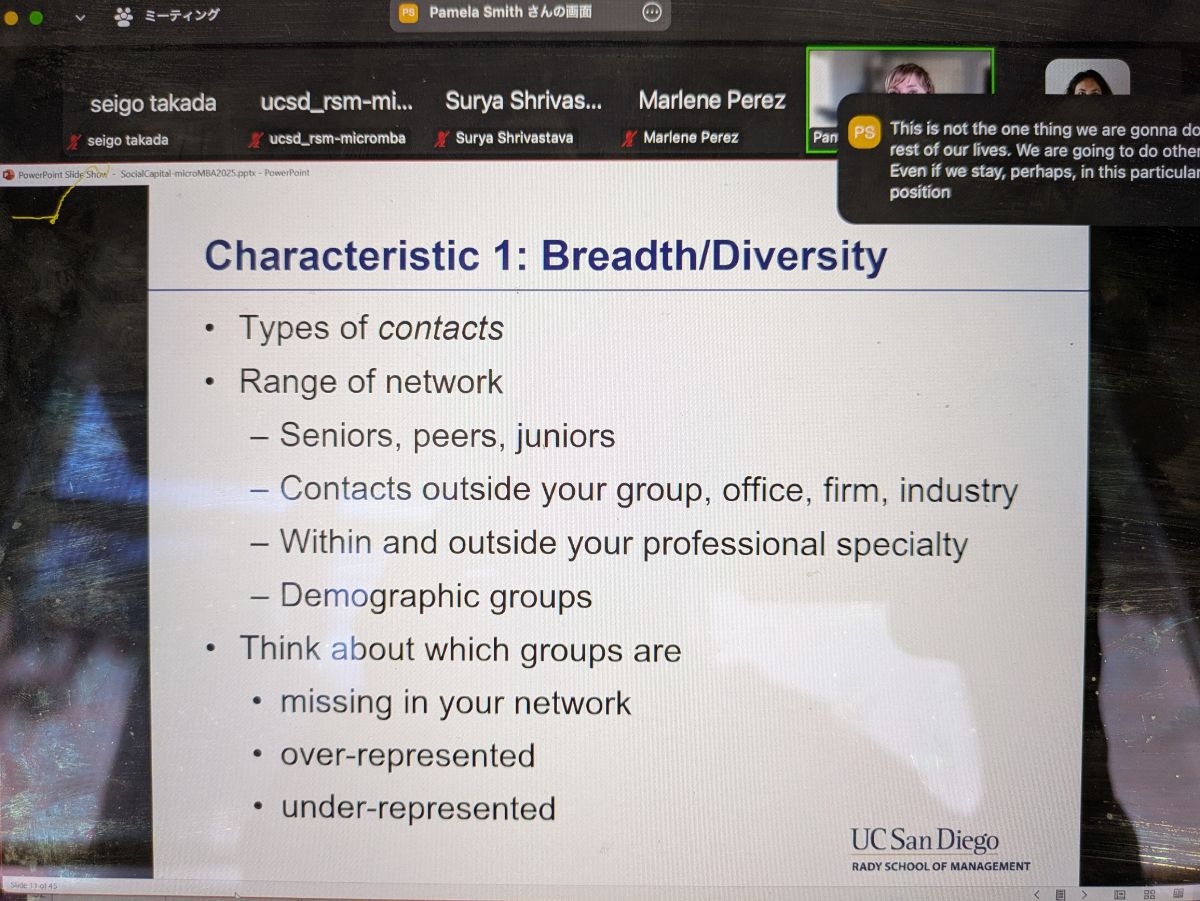 ミーティング
PS Pamela Smith さんの画面
seigo takada
ucsd_rsm-mi...
Surya Shrivas...
Marlene Perez
seigo takada
ucsd_rsm-micromba
Surya Shrivastava
Marlene Perez
Pam
PS
This is not the one thing we are gonna do
rest of our lives. We are going to do other
Even if we stay, perhaps, in this particular
position
PowerPoint Slide Show - SocialCapital-microMBA2025.pptx - PowerPoint
Characteristic 1: Breadth/Diversity
• Types of contacts
• Range of network
– Seniors, peers, juniors
– Contacts outside your group, office, firm, industry
– Within and outside your professional specialty
– Demographic groups
• Think about which groups are
• missing in your network
• over-represented
• under-represented
UC San Diego
RADY SCHOOL OF MANAGEMENT
Slide 11 of 45